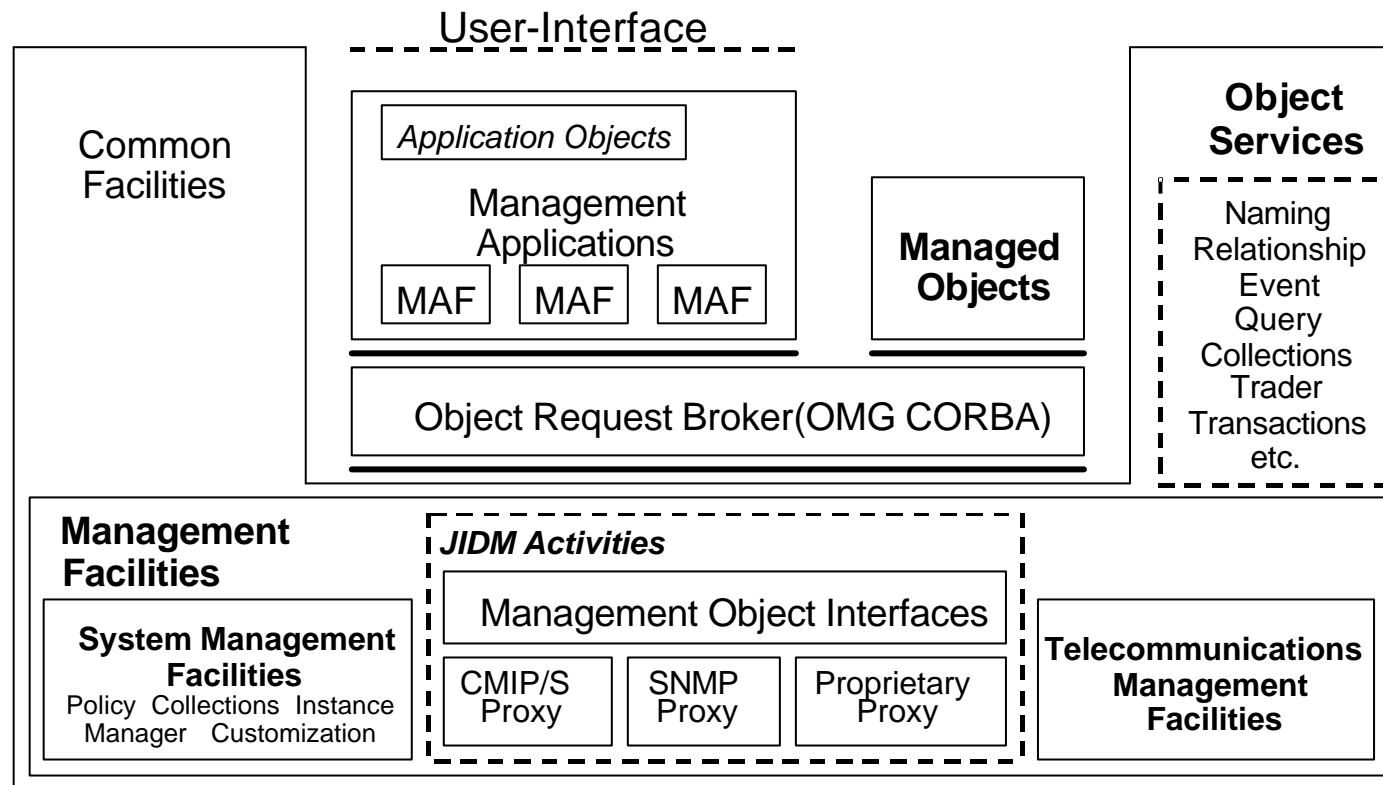 User-Interface
Common
Facilities
Application Objects
Management
Applications
MAF MAF MAF
Managed
Objects
Object
Services
Naming
Relationship
Event
Query
Collections
Trader
Transactions
etc.
Object Request Broker(OMG CORBA)
Management
Facilities
System Management
Facilities
Policy Collections Instance
Manager Customization
JIDM Activities
Management Object Interfaces
CMIP/S
Proxy
SNMP
Proxy
Proprietary
Proxy
Telecommunications
Management
Facilities